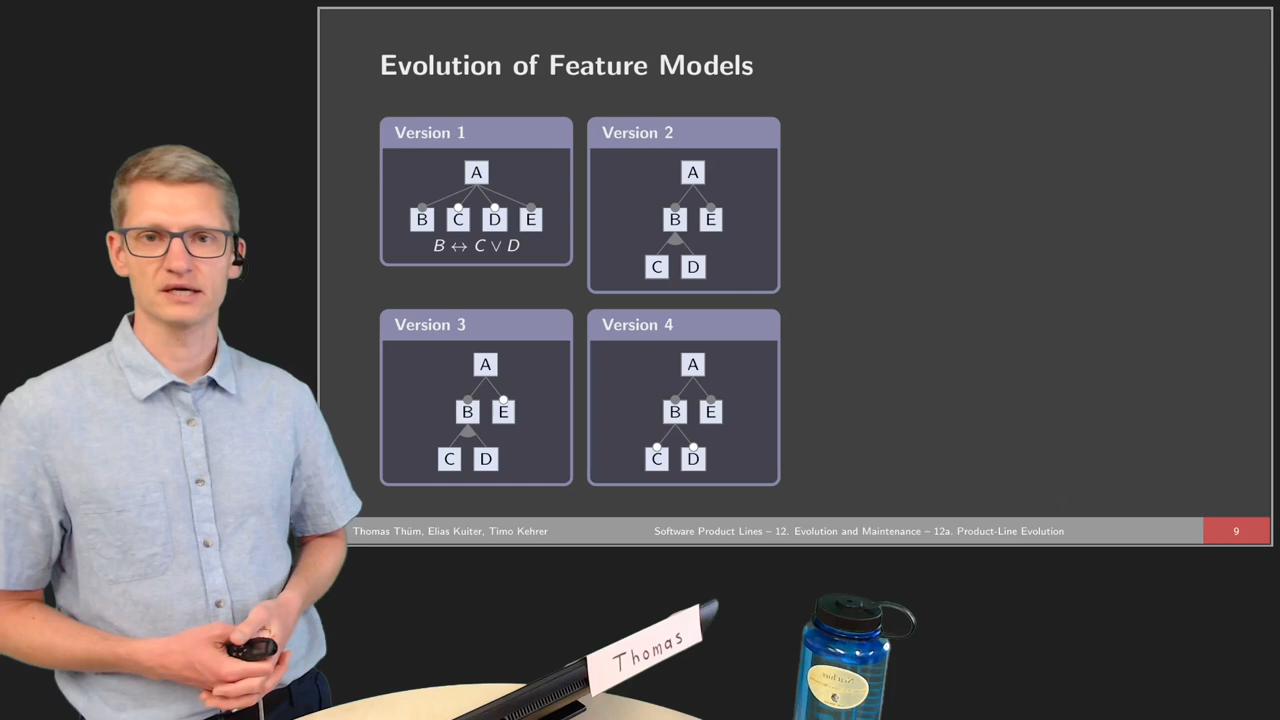 Evolution of Feature Models
Version 1
A
B C D E
B ↔ C ∨ D
Version 2
A
B E
C D
Version 3
A
B E
C D
Version 4
A
B E
C D
Thomas Thüm, Elias Kuiter, Timo Kehrer
Software Product Lines – 12. Evolution and Maintenance – 12a. Product-Line Evolution
9
Thomas